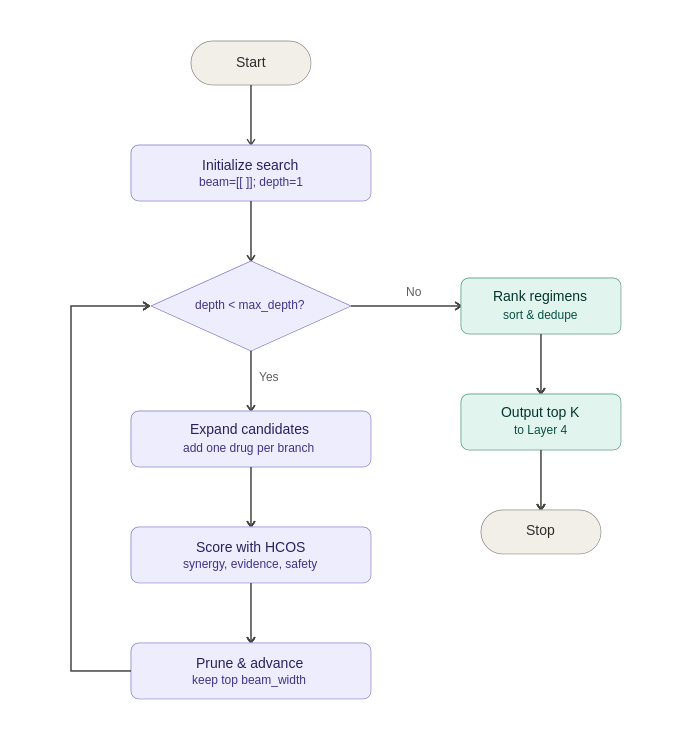 Start
Initialize search
beam=[[ ]]; depth=1
depth < max_depth?
No
Yes
Rank regimens
sort & dedupe
Output top K
to Layer 4
Stop
Expand candidates
add one drug per branch
Score with HCOS
synergy, evidence, safety
Prune & advance
keep top beam_width